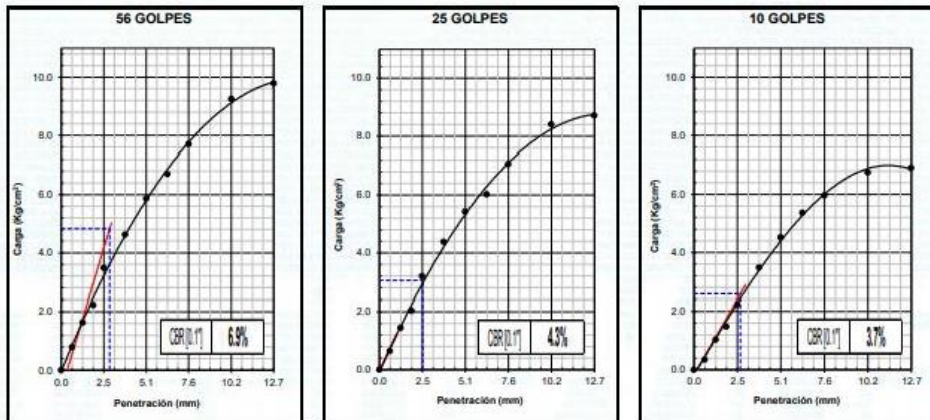 56 GOLPES
Carga (Kg/cm²)
10.0
8.0
6.0
4.0
2.0
0.0
0.0 2.5 5.1 7.6 10.2 12.7
Penetración (mm)
CBR [0.1"] 6.9%
25 GOLPES
Carga (Kg/cm²)
10.0
8.0
6.0
4.0
2.0
0.0
0.0 2.5 5.1 7.6 10.2 12.7
Penetración (mm)
CBR [0.1"] 4.3%
10 GOLPES
Carga (Kg/cm²)
10.0
8.0
6.0
4.0
2.0
0.0
0.0 2.5 5.1 7.6 10.2 12.7
Penetración (mm)
CBR [0.1"] 3.7%